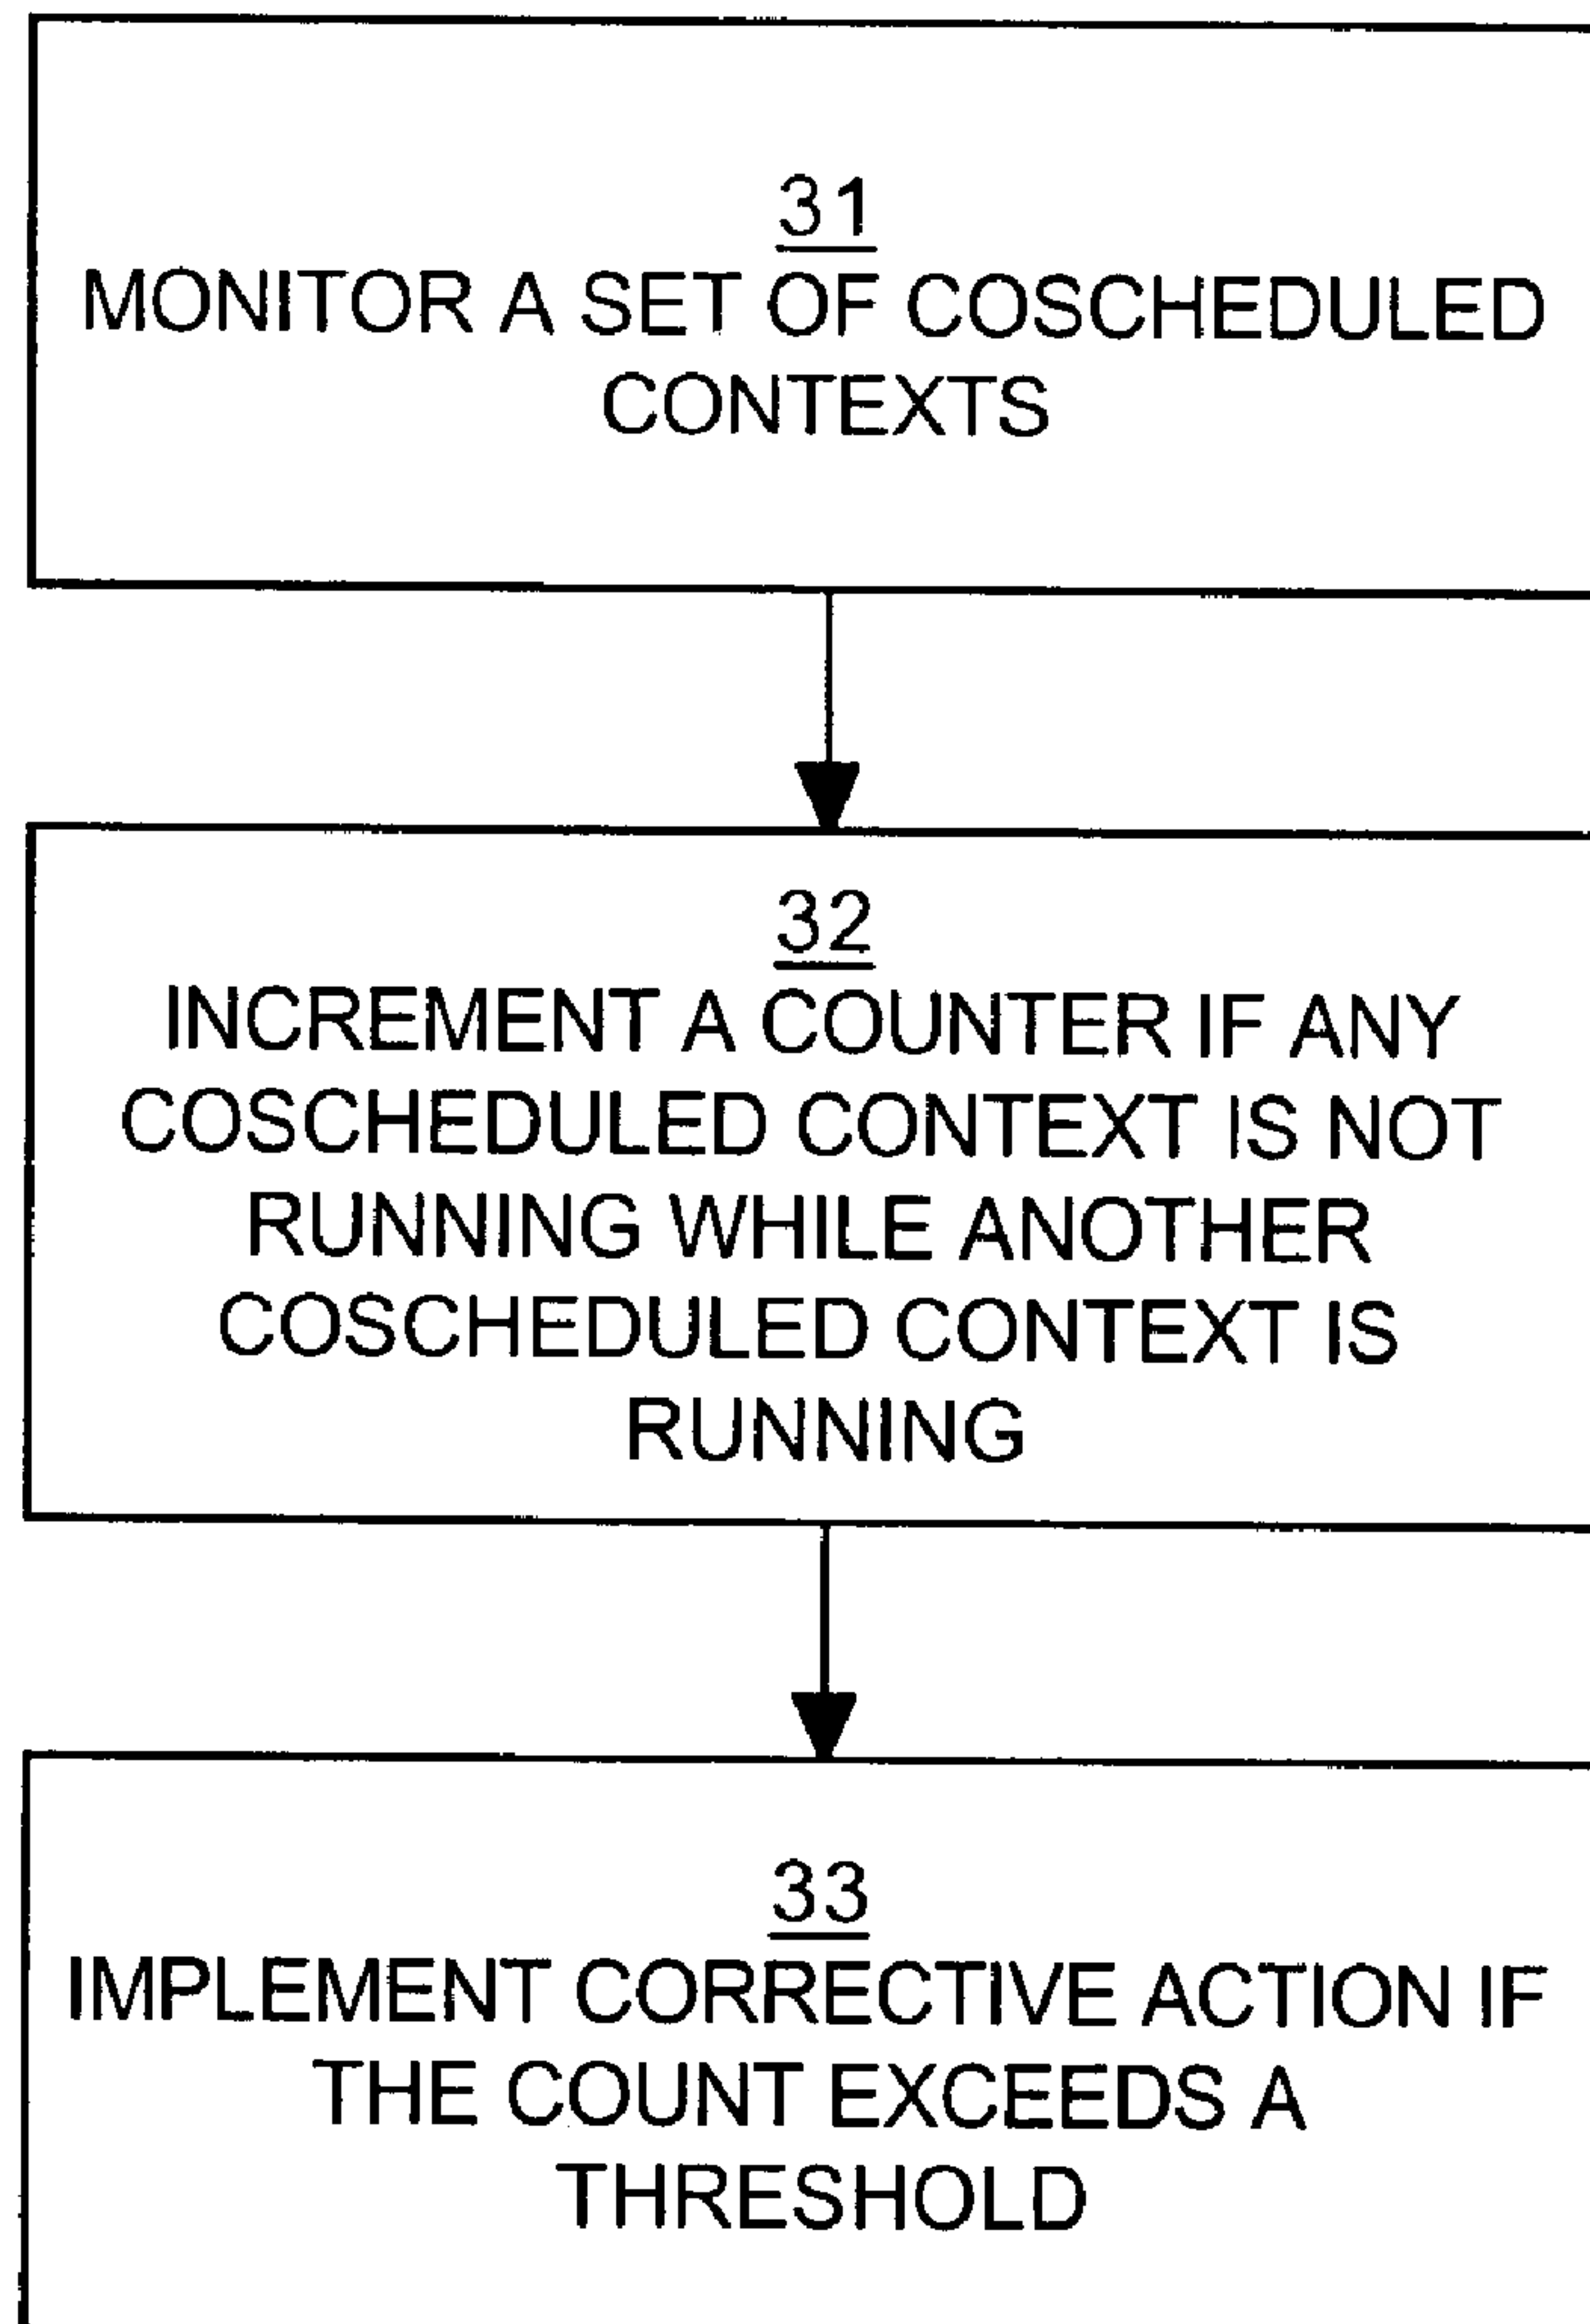 31
MONITOR A SET OF COSCHEDULED
CONTEXTS
32
INCREMENT A COUNTER IF ANY
COSCHEDULED CONTEXT IS NOT
RUNNING WHILE ANOTHER
COSCHEDULED CONTEXT IS
RUNNING
33
IMPLEMENT CORRECTIVE ACTION IF
THE COUNT EXCEEDS A
THRESHOLD